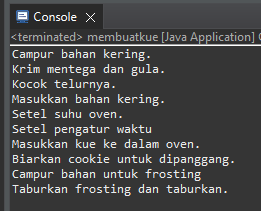 Console
<terminated> membuatkue [Java Application]
Campur bahan kering.
Krim mentega dan gula.
Kocok telurnya.
Masukkan bahan kering.
Setel suhu oven.
Setel pengatur waktu
Masukkan kue ke dalam oven.
Biarkan cookie untuk dipanggang.
Campur bahan untuk frosting
Taburkan frosting dan taburkan.